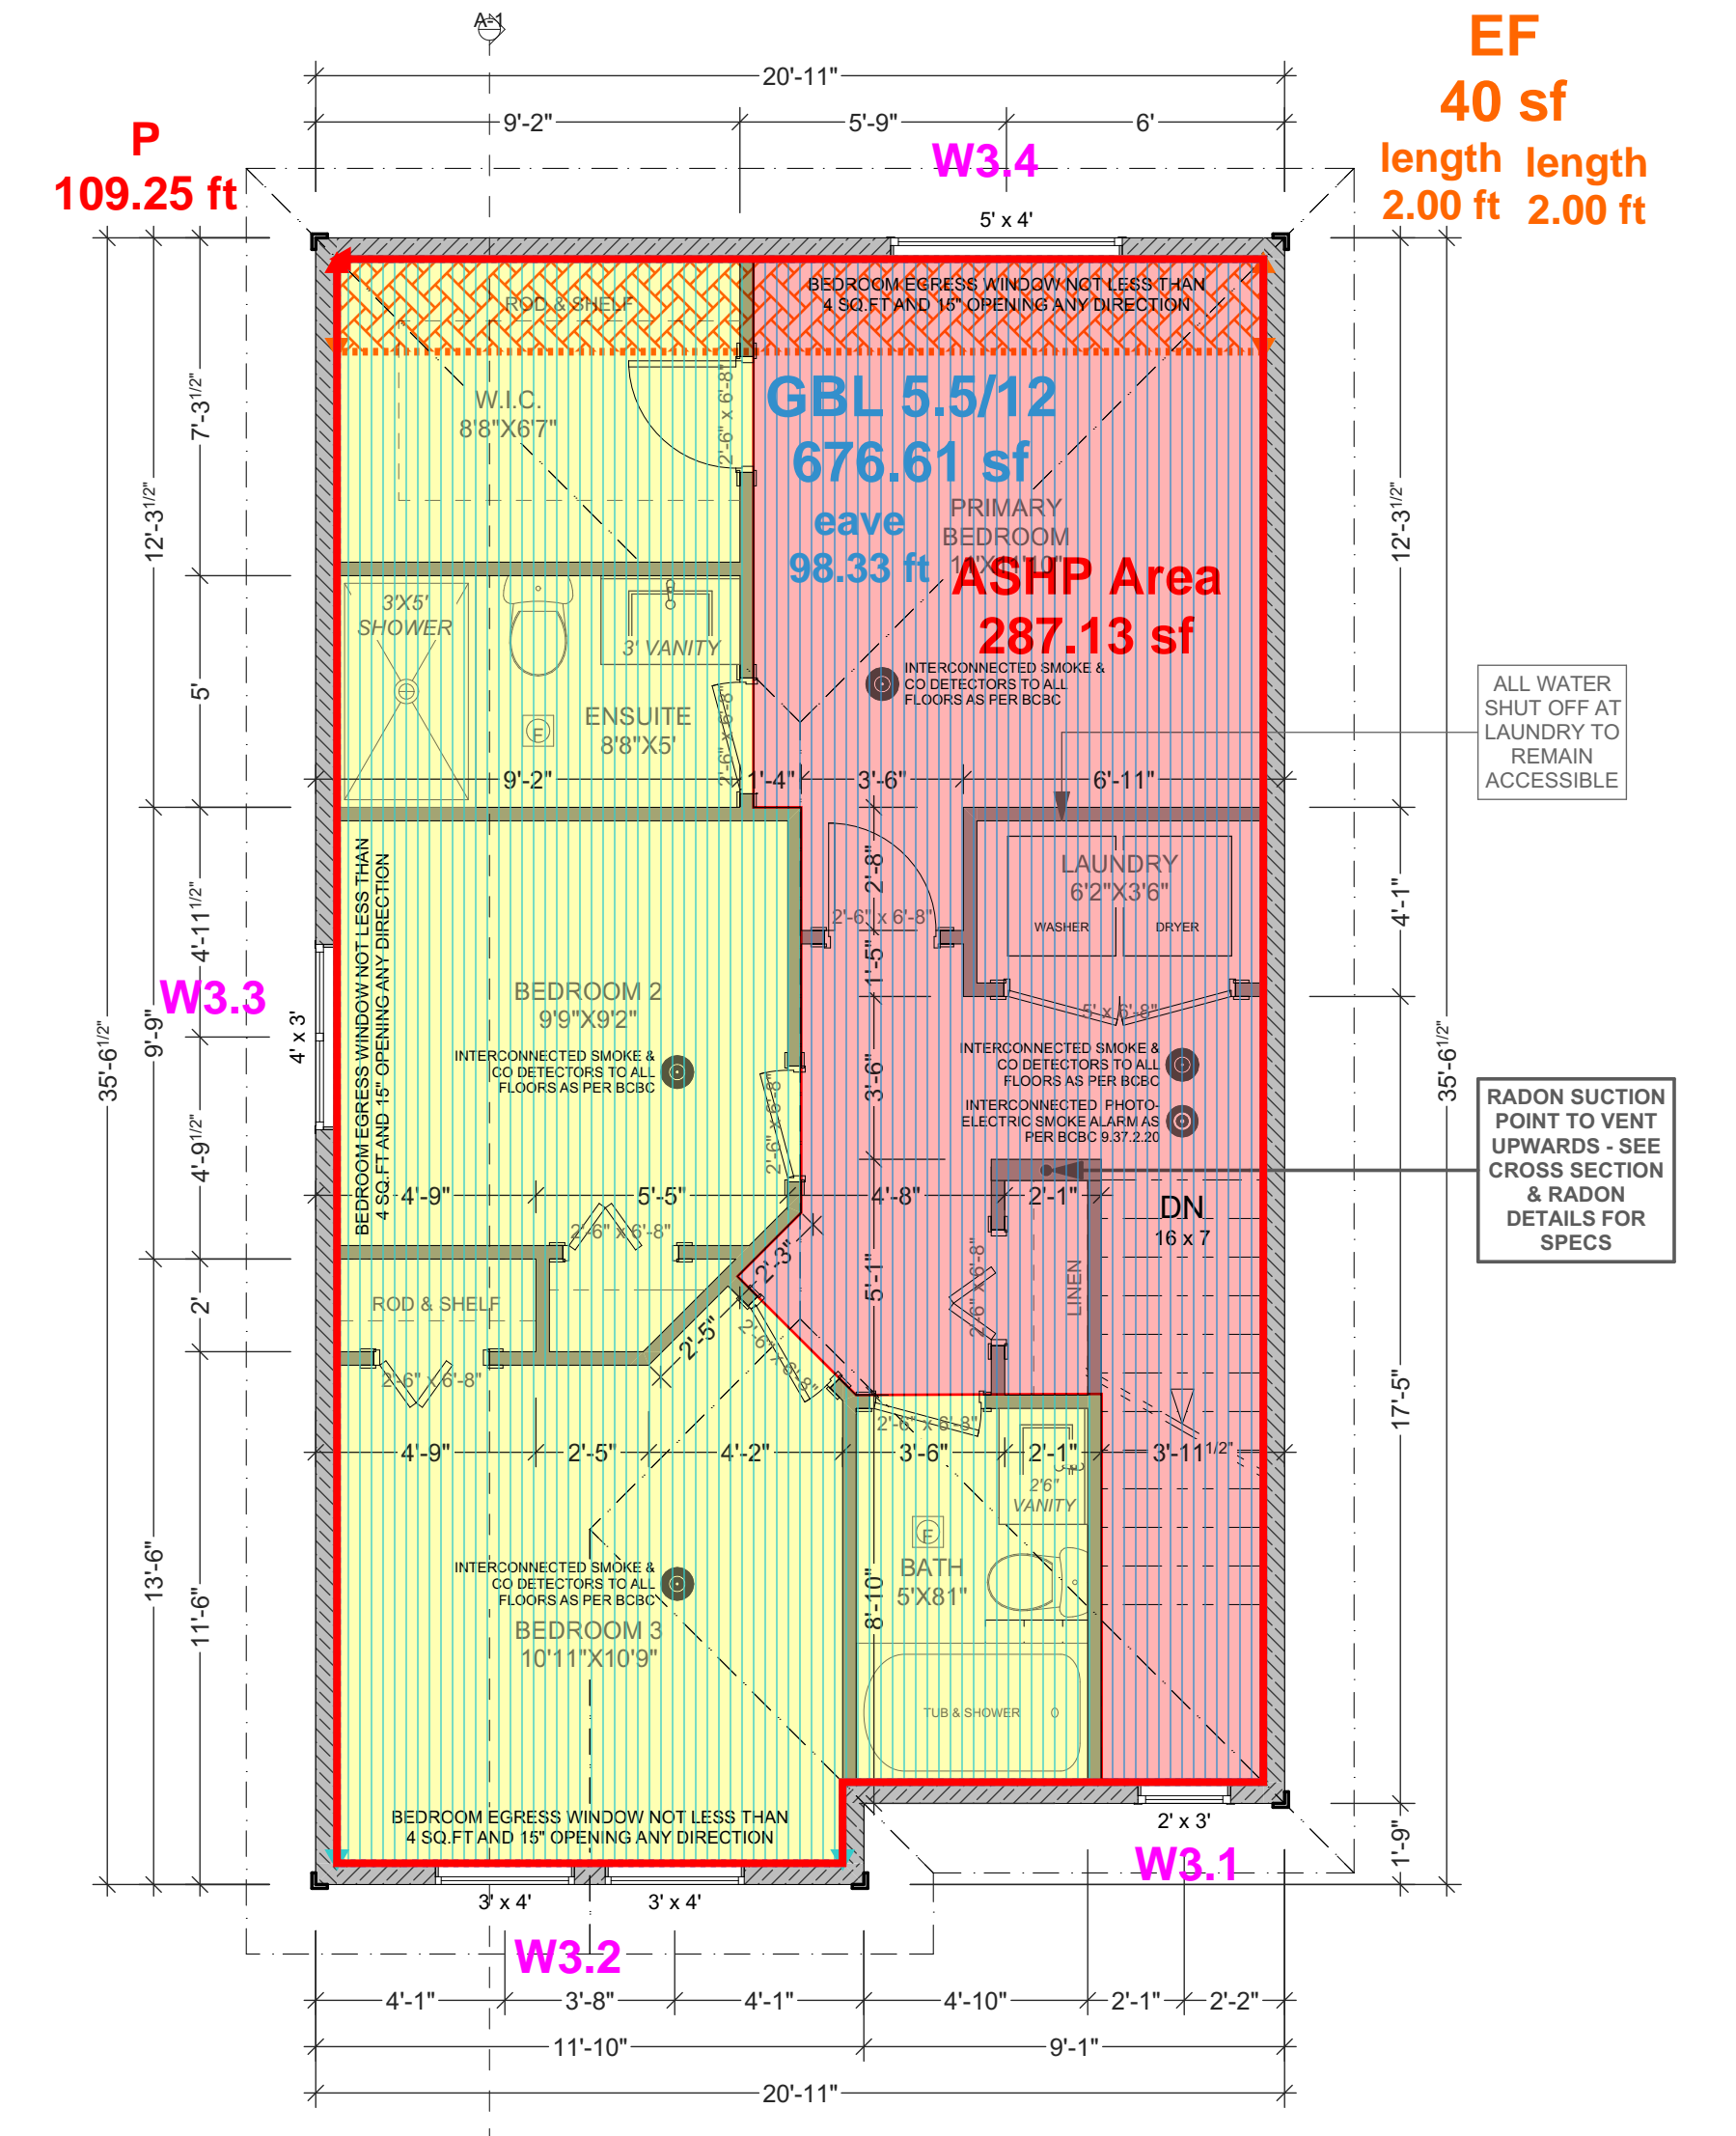 A-1
EF
40 sf
length length
2.00 ft 2.00 ft
P
109.25 ft
20'-11"
9'-2" 5'-9" 6'
W3.4
5' x 4'
BEDROOM EGRESS WINDOW NOT LESS THAN
4 SQ.FT AND 15" OPENING ANY DIRECTION
ROD & SHELF
W.I.C.
8'8"X6'7"
2'-6" x 6'-8"
GBL 5.5/12
676.61 sf
eave
98.33 ft
PRIMARY
BEDROOM
ASHP Area
287.13 sf
INTERCONNECTED SMOKE &
CO DETECTORS TO ALL
FLOORS AS PER BCBC
7'-3 1/2"
12'-3 1/2"
12'-3 1/2"
5'
3'X5'
SHOWER
3' VANITY
F
ENSUITE
8'8"X5'
2'-6" x 6'-8"
ALL WATER
SHUT OFF AT
LAUNDRY TO
REMAIN
ACCESSIBLE
9'-2" 1'-4" 3'-6" 6'-11"
BEDROOM EGRESS WINDOW NOT LESS THAN
4 SQ.FT AND 15" OPENING ANY DIRECTION
2'-8"
2'-6" x 6'-8"
1'-5"
LAUNDRY
6'2"X3'6"
WASHER DRYER
5' x 6'-8"
4'-11 1/2"
4'-1"
W3.3
4' x 3'
9'-9"
35'-6 1/2"
35'-6 1/2"
4'-9 1/2"
BEDROOM 2
9'9"X9'2"
INTERCONNECTED SMOKE &
CO DETECTORS TO ALL
FLOORS AS PER BCBC
2'-6" x 6'-8"
3'-6"
INTERCONNECTED SMOKE &
CO DETECTORS TO ALL
FLOORS AS PER BCBC
INTERCONNECTED PHOTO-
ELECTRIC SMOKE ALARM AS
PER BCBC 9.37.2.20
RADON SUCTION
POINT TO VENT
UPWARDS - SEE
CROSS SECTION
& RADON
DETAILS FOR
SPECS
4'-9" 5'-5" 4'-8" 2'-1"
DN
16 x 7
2'-6" x 6'-8"
2'-3"
5'-1"
2'-6" x 6'-8"
LINEN
2'
ROD & SHELF
2'-6" x 6'-8"
2'-5"
2'-6" x 6'-8"
17'-5"
2'-6" x 6'-8"
4'-9" 2'-5" 4'-2" 3'-6" 2'-1" 3'-11 1/2"
2'6"
VANITY
F
BATH
5'X81"
8'-10"
13'-6"
11'-6"
INTERCONNECTED SMOKE &
CO DETECTORS TO ALL
FLOORS AS PER BCBC
BEDROOM 3
10'11"X10'9"
TUB & SHOWER
BEDROOM EGRESS WINDOW NOT LESS THAN
4 SQ.FT AND 15" OPENING ANY DIRECTION
2' x 3'
W3.1
1'-9"
3' x 4' 3' x 4'
W3.2
4'-1" 3'-8" 4'-1" 4'-10" 2'-1" 2'-2"
11'-10" 9'-1"
20'-11"